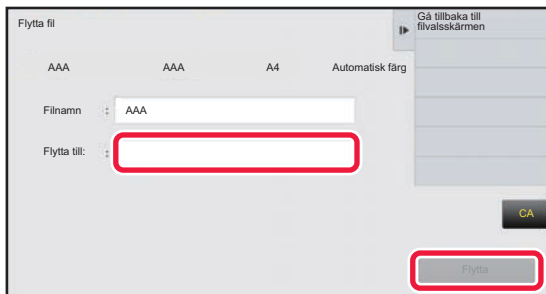 Flytta fil
Gå tillbaka till
filvalsskärmen
AAA AAA A4 Automatisk färg
Filnamn : AAA
Flytta till: :
CA
Flytta